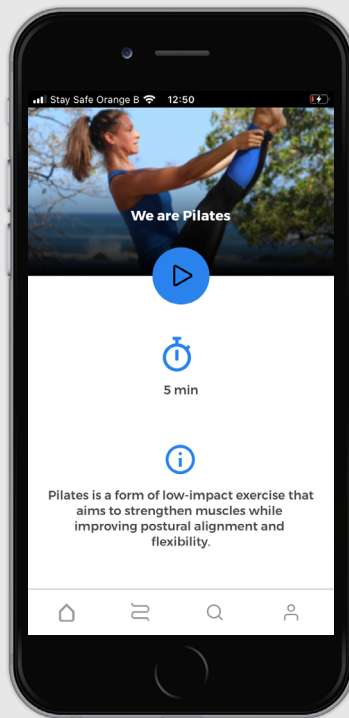 Stay Safe Orange B 12:50
We are Pilates
5 min
Pilates is a form of low-impact exercise that
aims to strengthen muscles while
improving postural alignment and
flexibility.